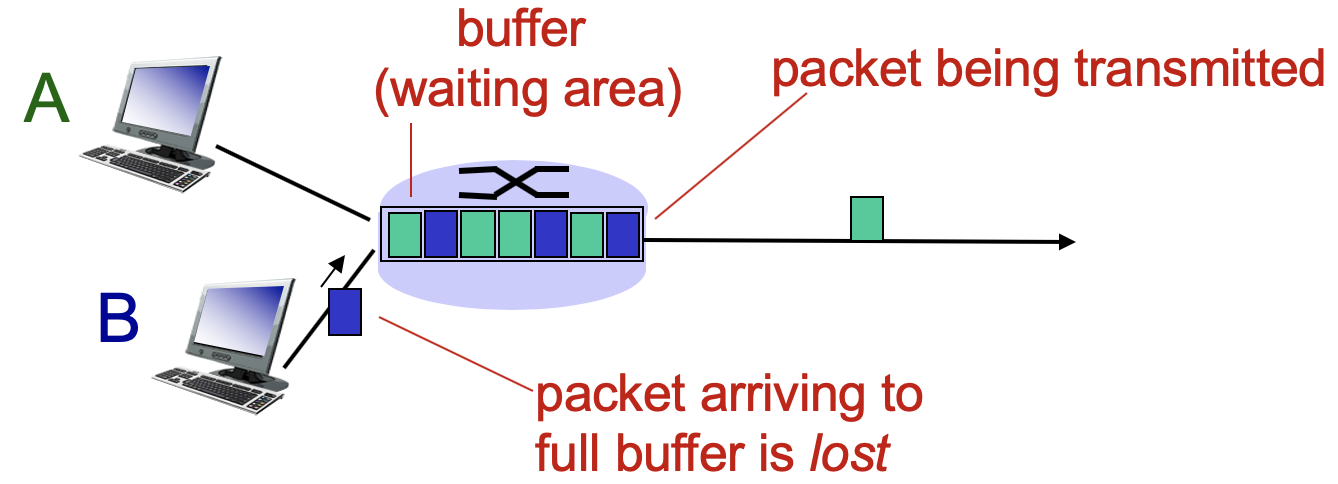 buffer
(waiting area)
packet being transmitted
A
B
packet arriving to
full buffer is lost